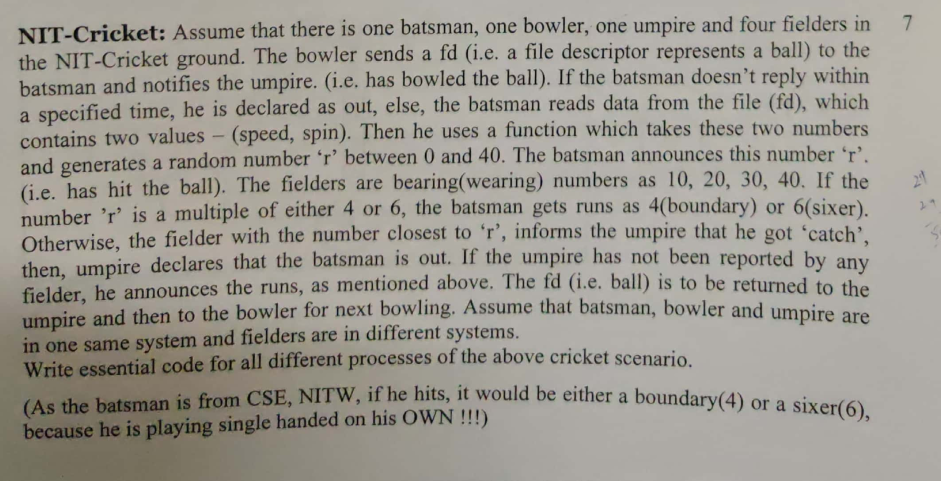 NIT-Cricket: Assume that there is one batsman, one bowler, one umpire and four fielders in 7
the NIT-Cricket ground. The bowler sends a fd (i.e. a file descriptor represents a ball) to the
batsman and notifies the umpire. (i.e. has bowled the ball). If the batsman doesn't reply within
a specified time, he is declared as out, else, the batsman reads data from the file (fd), which
contains two values – (speed, spin). Then he uses a function which takes these two numbers
and generates a random number 'r' between 0 and 40. The batsman announces this number 'r'.
(i.e. has hit the ball). The fielders are bearing(wearing) numbers as 10, 20, 30, 40. If the
number 'r' is a multiple of either 4 or 6, the batsman gets runs as 4(boundary) or 6(sixer).
Otherwise, the fielder with the number closest to 'r', informs the umpire that he got 'catch',
then, umpire declares that the batsman is out. If the umpire has not been reported by any
fielder, he announces the runs, as mentioned above. The fd (i.e. ball) is to be returned to the
umpire and then to the bowler for next bowling. Assume that batsman, bowler and umpire are
in one same system and fielders are in different systems.
Write essential code for all different processes of the above cricket scenario.
(As the batsman is from CSE, NITW, if he hits, it would be either a boundary(4) or a sixer(6),
because he is playing single handed on his OWN !!!)